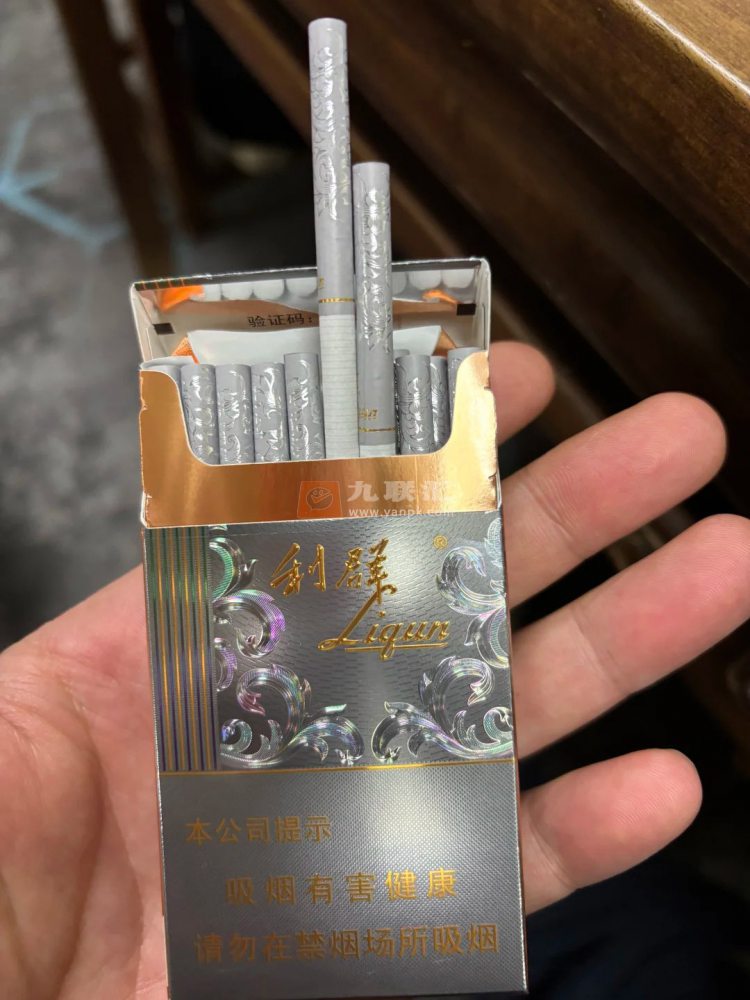 验证码:
九联汇
www.yanpk.com
利群®
Liqun
本公司提示
吸烟有害健康
请勿在禁烟场所吸烟